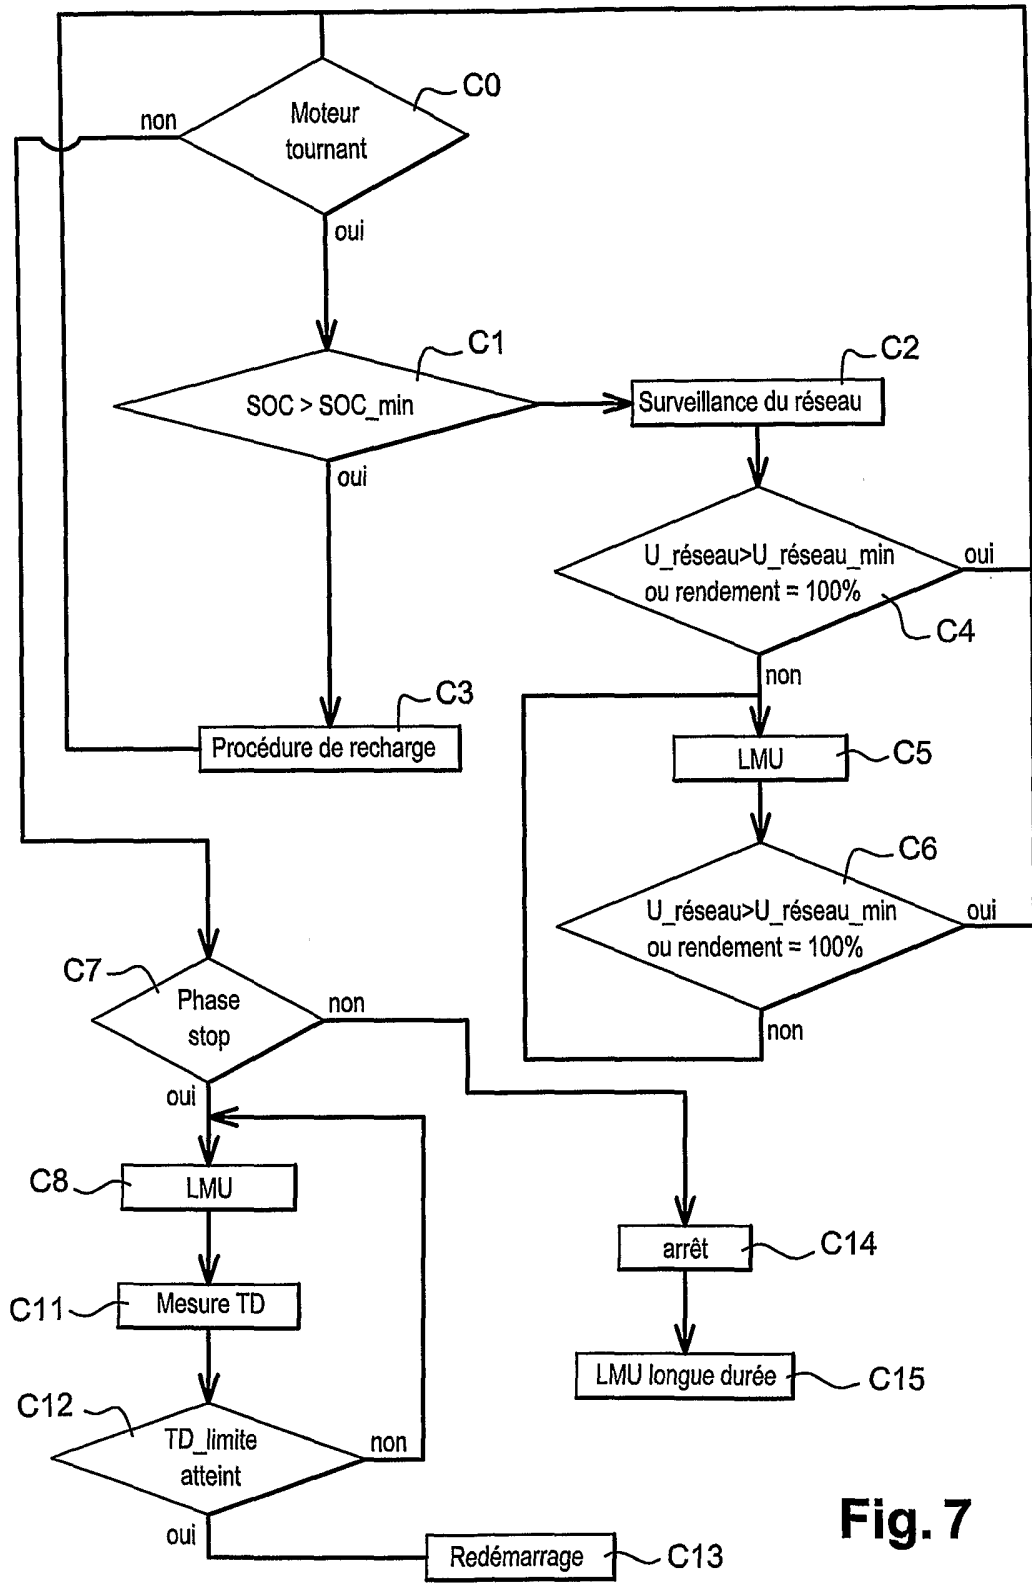 C0
non
Moteur
tournant
oui
C1
SOC > SOC_min
C2
Surveillance du réseau
oui
U_réseau>U_réseau_min
ou rendement = 100%
oui
C4
non
C3
Procédure de recharge
LMU
C5
C6
U_réseau>U_réseau_min
ou rendement = 100%
oui
non
C7
Phase
stop
non
oui
C8
LMU
C11
Mesure TD
arrêt
C14
LMU longue durée
C15
C12
TD_limite
atteint
non
oui
Redémarrage
C13
Fig. 7